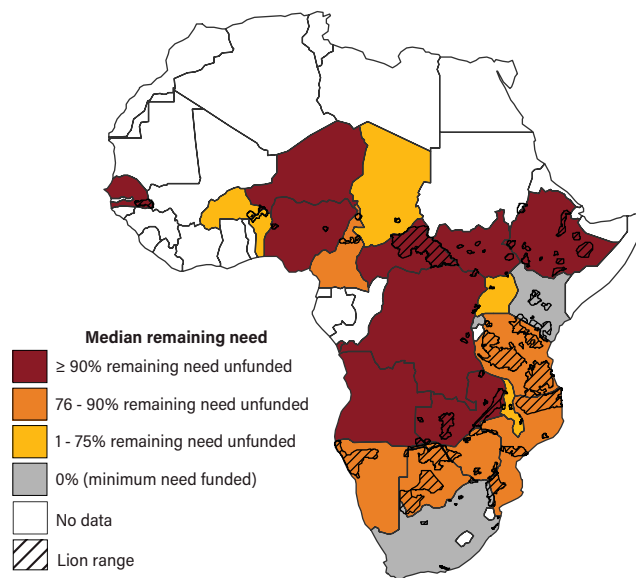 Median remaining need
≥ 90% remaining need unfunded
76 - 90% remaining need unfunded
1 - 75% remaining need unfunded
0% (minimum need funded)
No data
Lion range